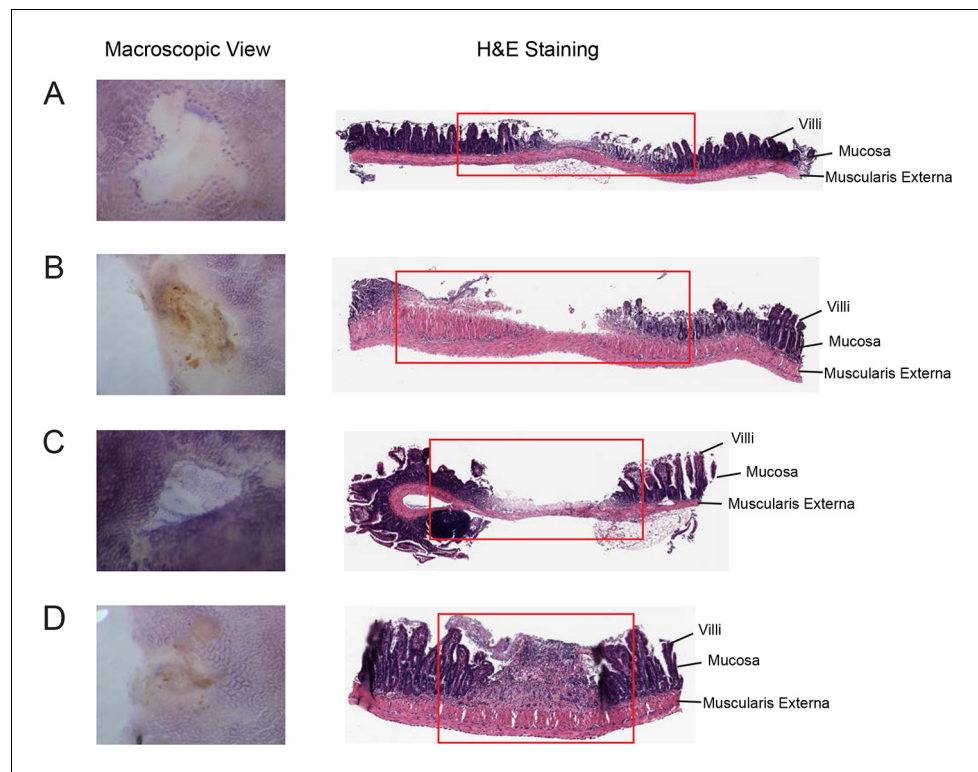 Macroscopic View
H&E Staining
A
Villi
Mucosa
Muscularis Externa
B
Villi
Mucosa
Muscularis Externa
C
Villi
Mucosa
Muscularis Externa
D
Villi
Mucosa
Muscularis Externa